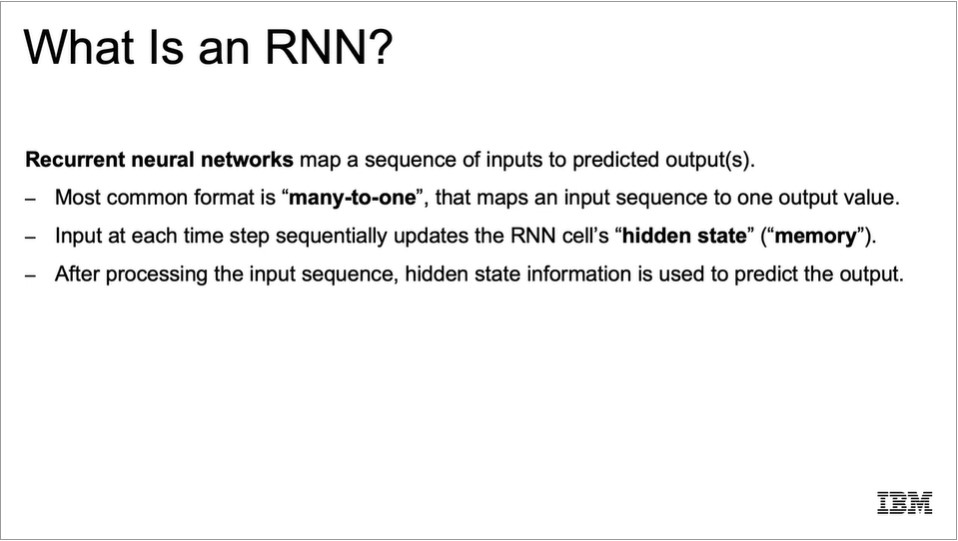 What Is an RNN?
Recurrent neural networks map a sequence of inputs to predicted output(s).
– Most common format is “many-to-one”, that maps an input sequence to one output value.
– Input at each time step sequentially updates the RNN cell’s “hidden state” (“memory”).
– After processing the input sequence, hidden state information is used to predict the output.
IBM